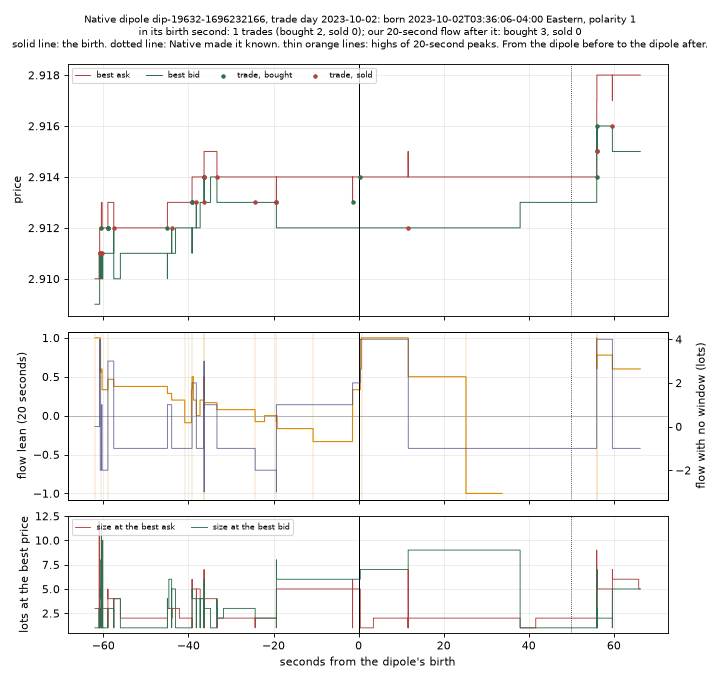 Native dipole dip-19632-1696232166, trade day 2023-10-02: born 2023-10-02T03:36:06-04:00 Eastern, polarity 1
in its birth second: 1 trades (bought 2, sold 0); our 20-second flow after it: bought 3, sold 0
solid line: the birth. dotted line: Native made it known. thin orange lines: highs of 20-second peaks. From the dipole before to the dipole after.
best ask
best bid
trade, bought
trade, sold
2.918
2.916
2.914
2.912
2.910
price
1.0
0.5
0.0
−0.5
−1.0
flow lean (20 seconds)
4
2
0
−2
flow with no window (lots)
size at the best ask
size at the best bid
12.5
10.0
7.5
5.0
2.5
lots at the best price
−60
−40
−20
0
20
40
60
seconds from the dipole's birth